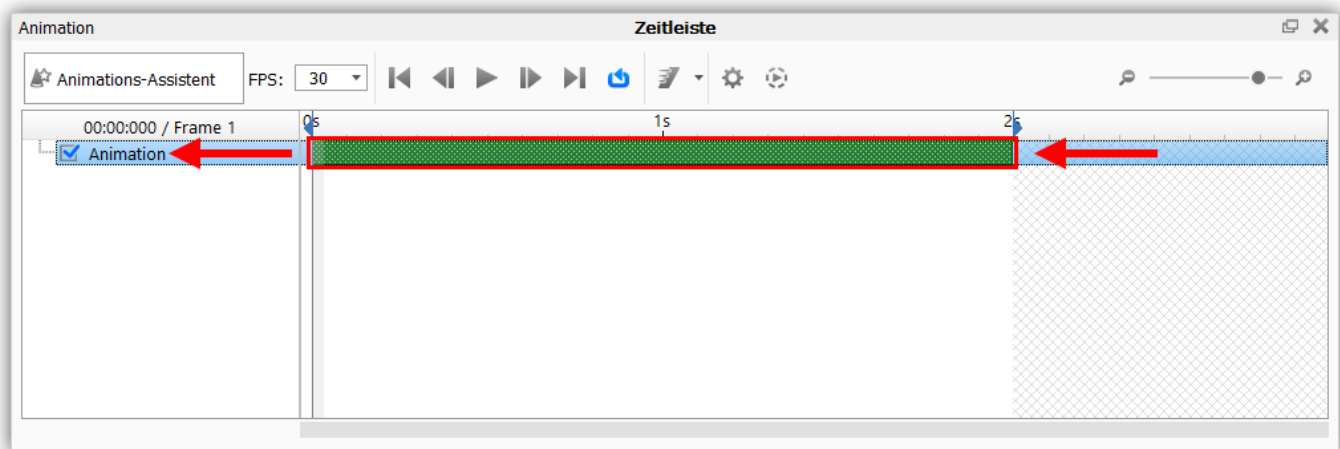 Animation Zeitleiste
Animations-Assistent FPS: 30
00:00:000 / Frame 1 0s 1s 2s
Animation